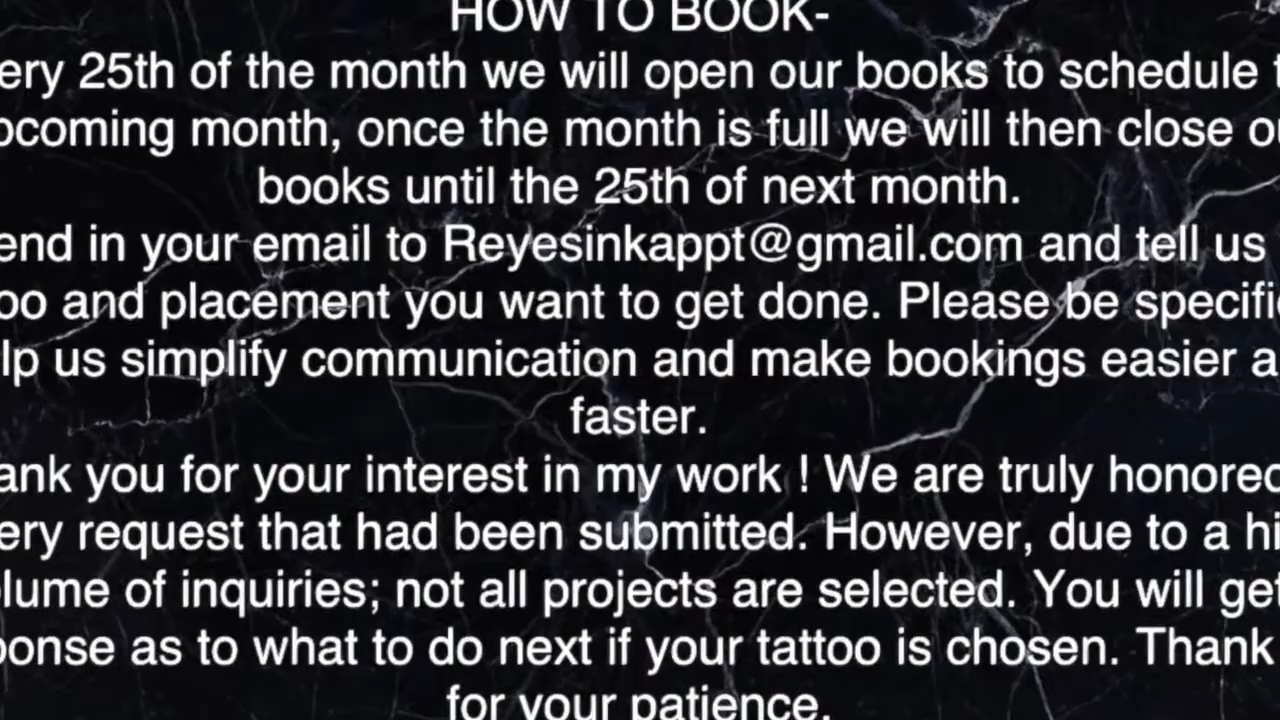 HOW TO BOOK-
ery 25th of the month we will open our books to schedule t
pcoming month, once the month is full we will then close ou
books until the 25th of next month.
end in your email to Reyesinkappt@gmail.com and tell us
oo and placement you want to get done. Please be specifi
lp us simplify communication and make bookings easier a
faster.
ank you for your interest in my work ! We are truly honored
ery request that had been submitted. However, due to a hi
lume of inquiries; not all projects are selected. You will get
ponse as to what to do next if your tattoo is chosen. Thank
for your patience.